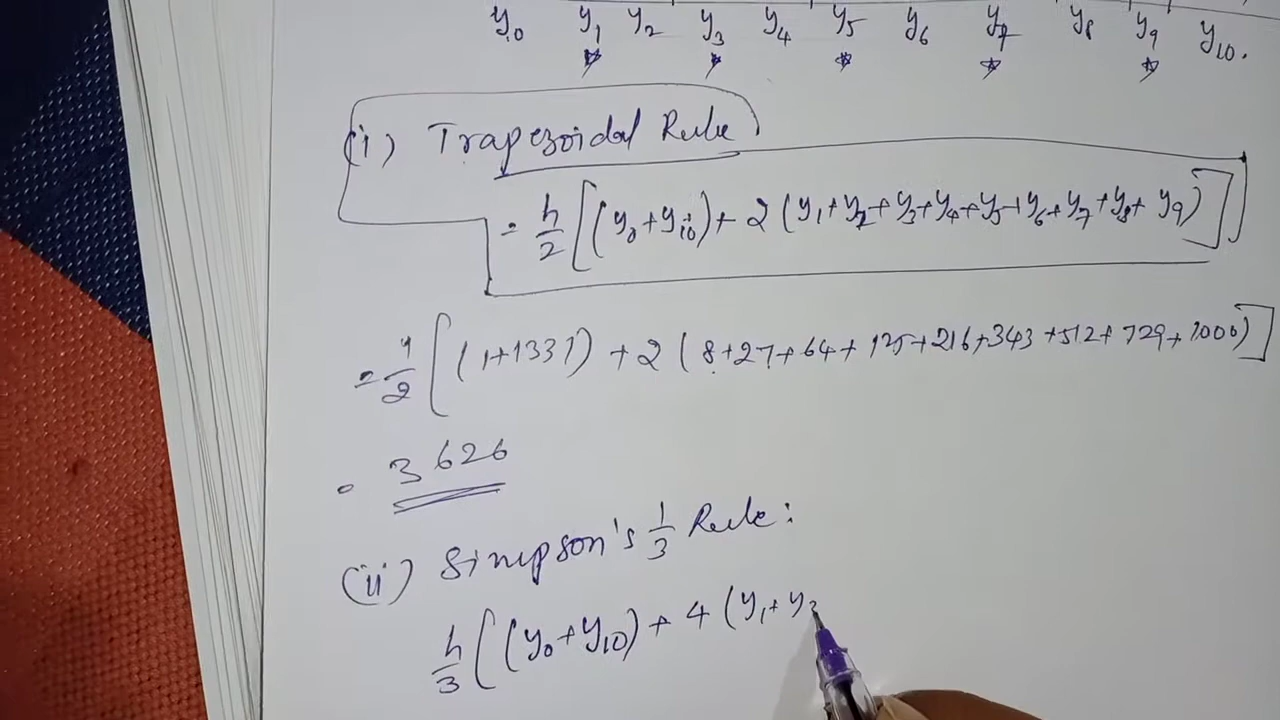 y0 y1 y2 y3 y4 y5 y6 y7 y8 y9 y10.
(i) Trapezoidal Rule
= h/2 [(y0+y10)+2(y1+y2+y3+y4+y5+y6+y7+y8+y9)]
= 1/2 [(1+1331)+2(8+27+64+125+216+343+512+729+1000)]
= 3626
(ii) Simpson's 1/3 Rule:
h/3 [(y0+y10)+4(y1+y3